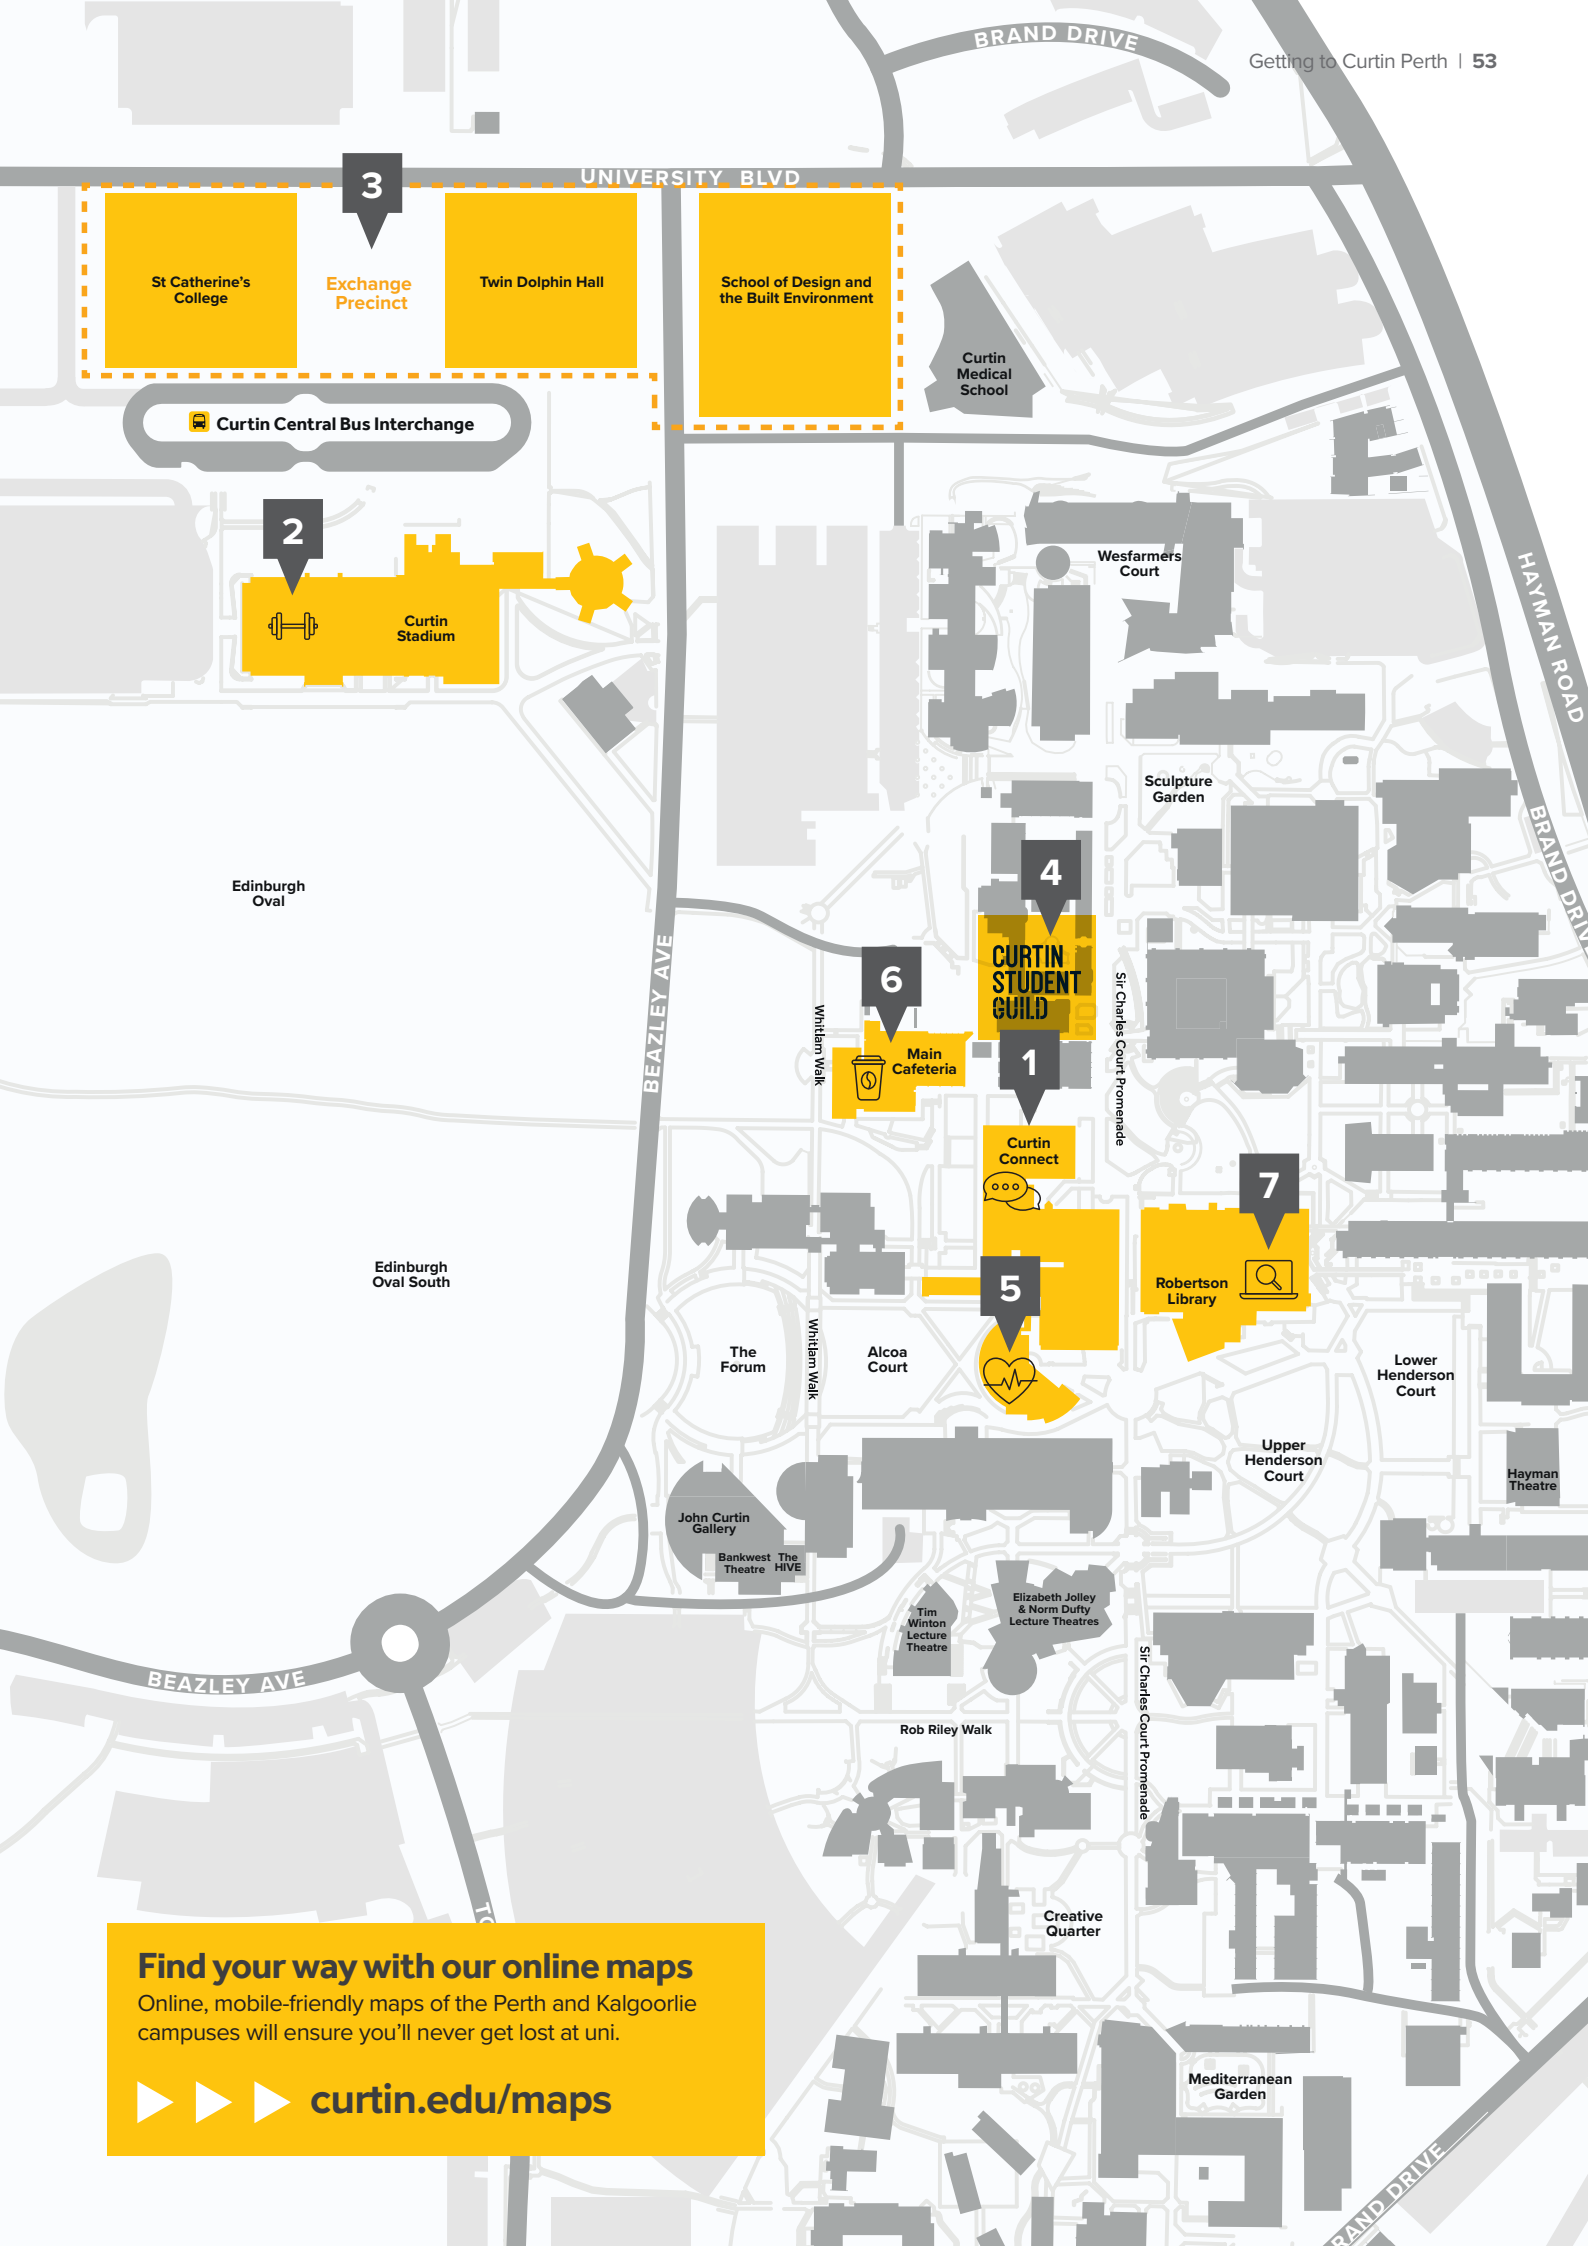 BRAND DRIVE
Getting to Curtin Perth | 53
3
UNIVERSITY BLVD
St Catherine's
College
Exchange
Precinct
Twin Dolphin Hall
School of Design and
the Built Environment
Curtin
Medical
School
Curtin Central Bus Interchange
2
Curtin
Stadium
Wesfarmers
Court
HAYMAN ROAD
Sculpture
Garden
BRAND DRIVE
Edinburgh
Oval
4
CURTIN
STUDENT
GUILD
BEAZLEY AVE
6
Whitlam Walk
Main
Cafeteria
Sir Charles Court Promenade
1
Curtin
Connect
7
Edinburgh
Oval South
5
Robertson
Library
The
Forum
Whitlam Walk
Alcoa
Court
Lower
Henderson
Court
Upper
Henderson
Court
Hayman
Theatre
John Curtin
Gallery
Bankwest
Theatre
The
HIVE
Tim
Winton
Lecture
Theatre
Elizabeth Jolley
& Norm Dufty
Lecture Theatres
BEAZLEY AVE
Sir Charles Court Promenade
Rob Riley Walk
Creative
Quarter
Find your way with our online maps
Online, mobile-friendly maps of the Perth and Kalgoorlie
campuses will ensure you'll never get lost at uni.
curtin.edu/maps
Mediterranean
Garden
RAND DRIVE